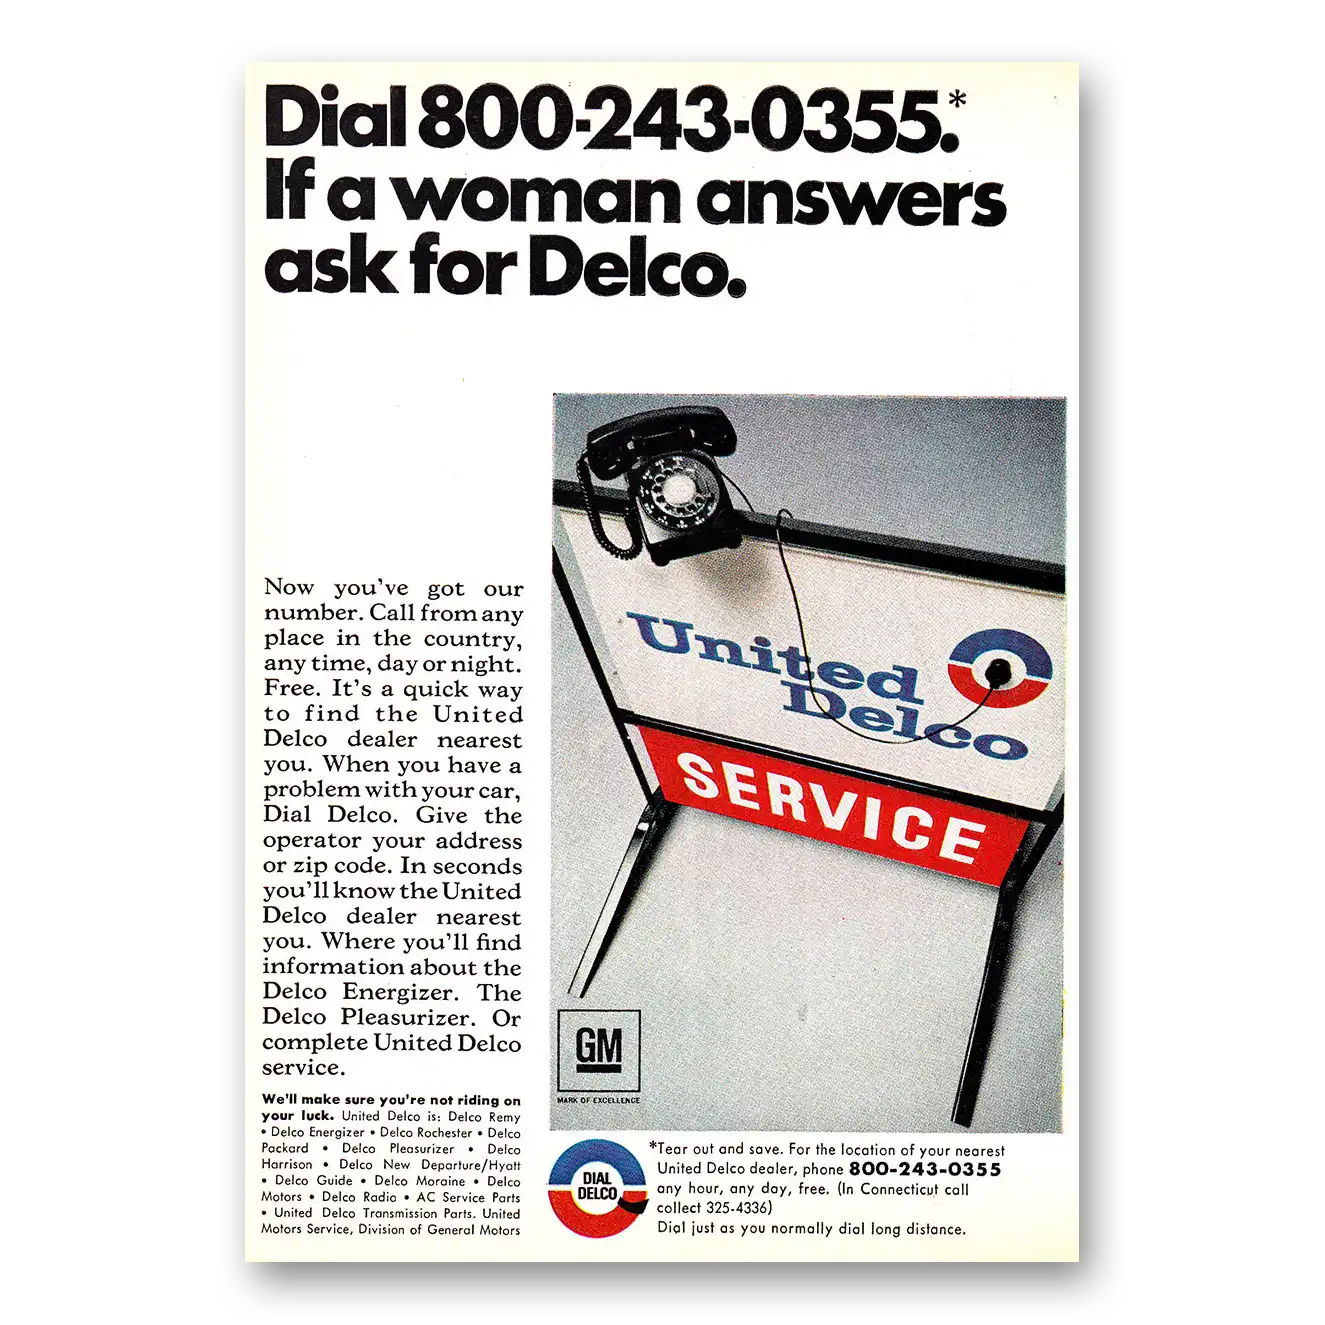 Dial 800-243-0355.*
If a woman answers
ask for Delco.
Now you've got our
number. Call from any
place in the country,
any time, day or night.
Free. It's a quick way
to find the United
Delco dealer nearest
you. When you have a
problem with your car,
Dial Delco. Give the
operator your address
or zip code. In seconds
you'll know the United
Delco dealer nearest
you. Where you'll find
information about the
Delco Energizer. The
Delco Pleasurizer. Or
complete United Delco
service.
We'll make sure you're not riding on
your luck. United Delco is: Delco Remy
• Delco Energizer • Delco Rochester • Delco
Packard • Delco Pleasurizer • Delco
Harrison • Delco New Departure/Hyatt
• Delco Guide • Delco Moraine • Delco
Motors • Delco Radio • AC Service Parts
• United Delco Transmission Parts. United
Motors Service, Division of General Motors
United
Delco
SERVICE
GM
MARK OF EXCELLENCE
DIAL
DELCO
*Tear out and save. For the location of your nearest
United Delco dealer, phone 800-243-0355
any hour, any day, free. (In Connecticut call
collect 325-4336)
Dial just as you normally dial long distance.